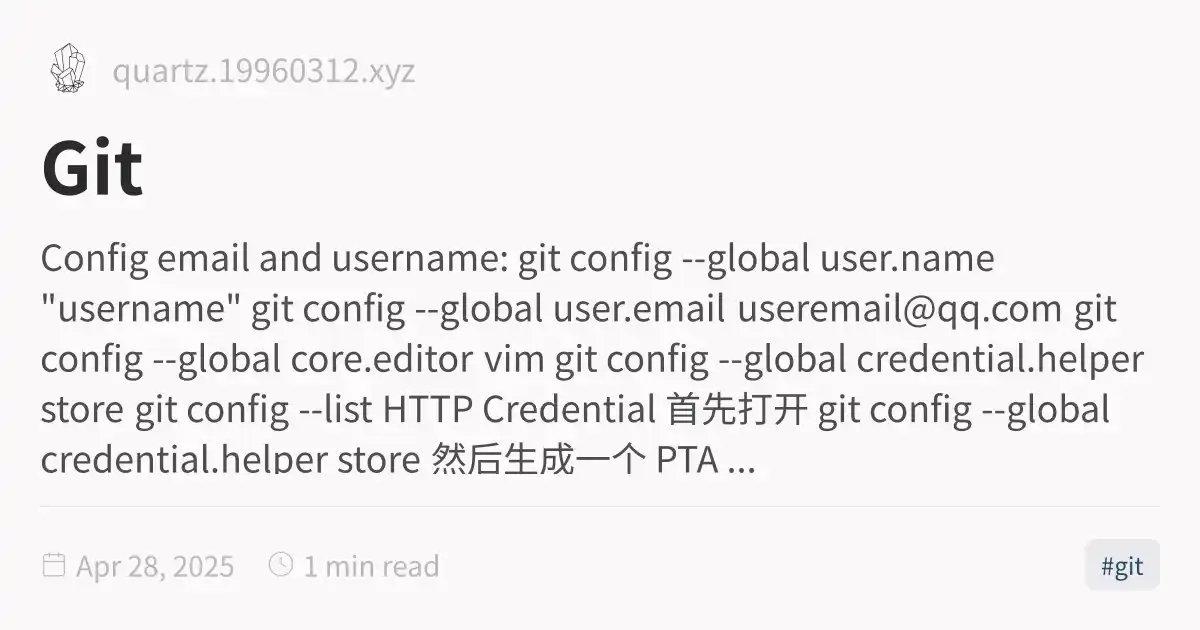 quartz.19960312.xyz
Git
Config email and username: git config --global user.name
"username" git config --global user.email useremail@qq.com git
config --global core.editor vim git config --global credential.helper
store git config --list HTTP Credential 首先打开 git config --global
credential.helper store 然后生成一个 PTA ...
Apr 28, 2025 1 min read
#git